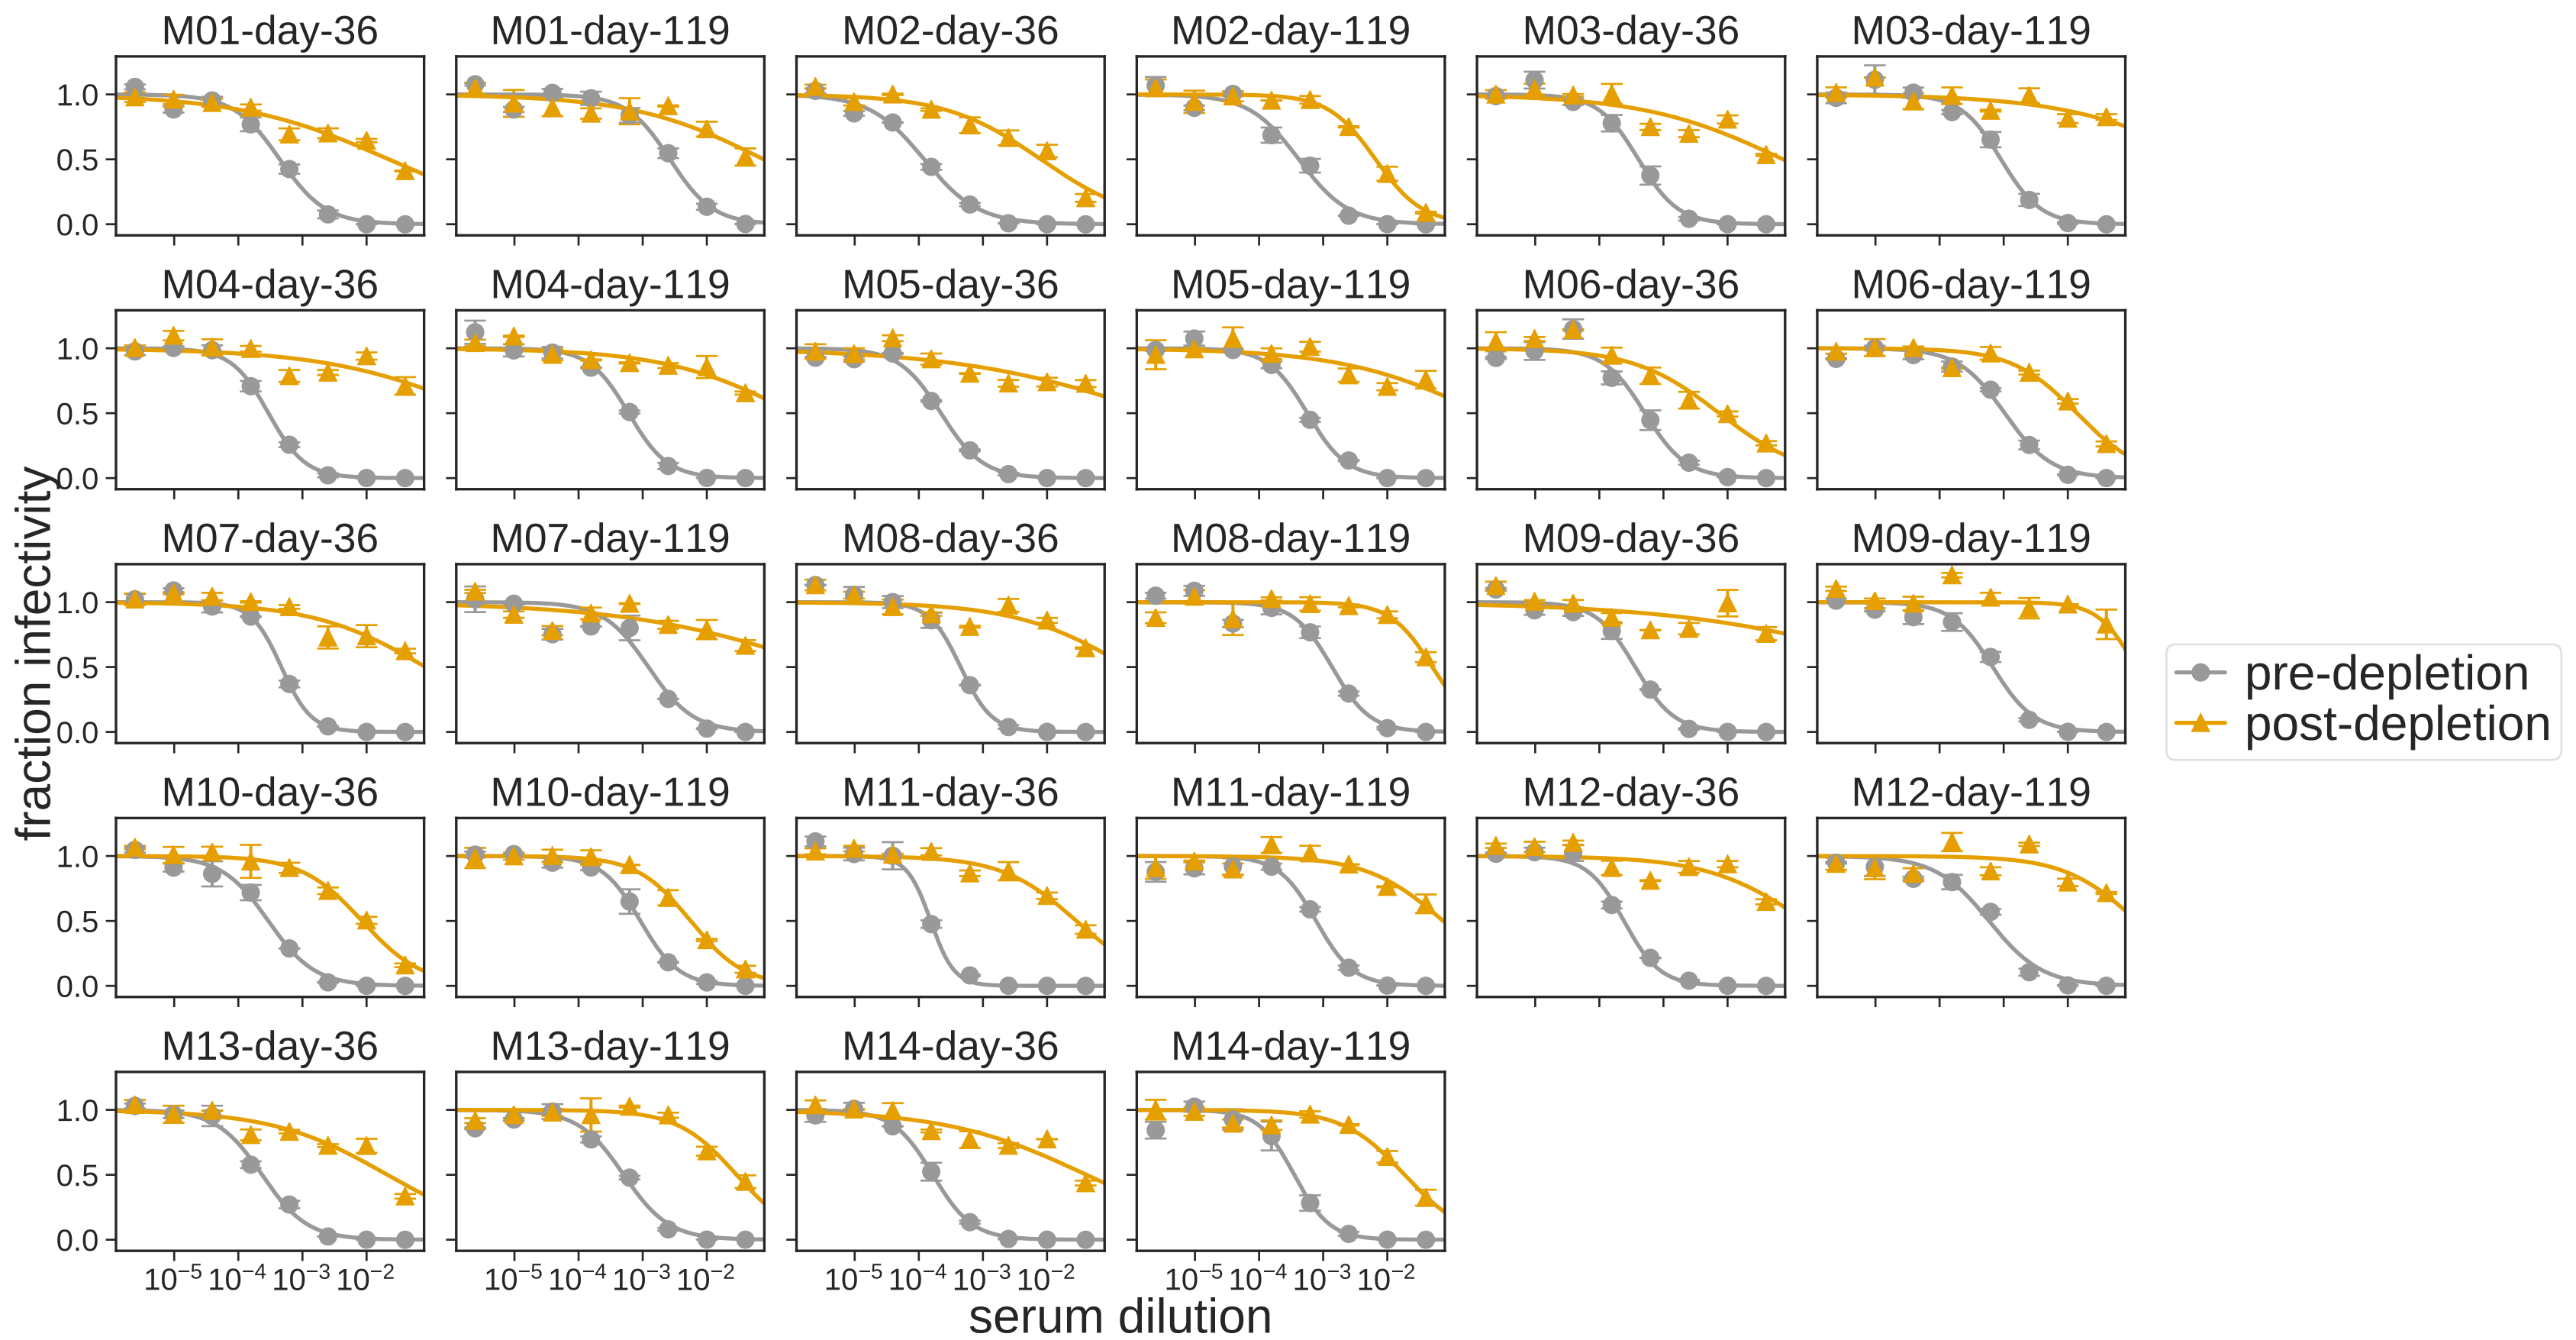 M01-day-36
M01-day-119
M02-day-36
M02-day-119
M03-day-36
M03-day-119
1.0
0.5
0.0
M04-day-36
M04-day-119
M05-day-36
M05-day-119
M06-day-36
M06-day-119
1.0
0.5
0.0
M07-day-36
M07-day-119
M08-day-36
M08-day-119
M09-day-36
M09-day-119
1.0
0.5
0.0
M10-day-36
M10-day-119
M11-day-36
M11-day-119
M12-day-36
M12-day-119
1.0
0.5
0.0
M13-day-36
M13-day-119
M14-day-36
M14-day-119
1.0
0.5
0.0
10⁻⁵ 10⁻⁴ 10⁻³ 10⁻²
10⁻⁵ 10⁻⁴ 10⁻³ 10⁻²
10⁻⁵ 10⁻⁴ 10⁻³ 10⁻²
10⁻⁵ 10⁻⁴ 10⁻³ 10⁻²
serum dilution
fraction infectivity
pre-depletion
post-depletion